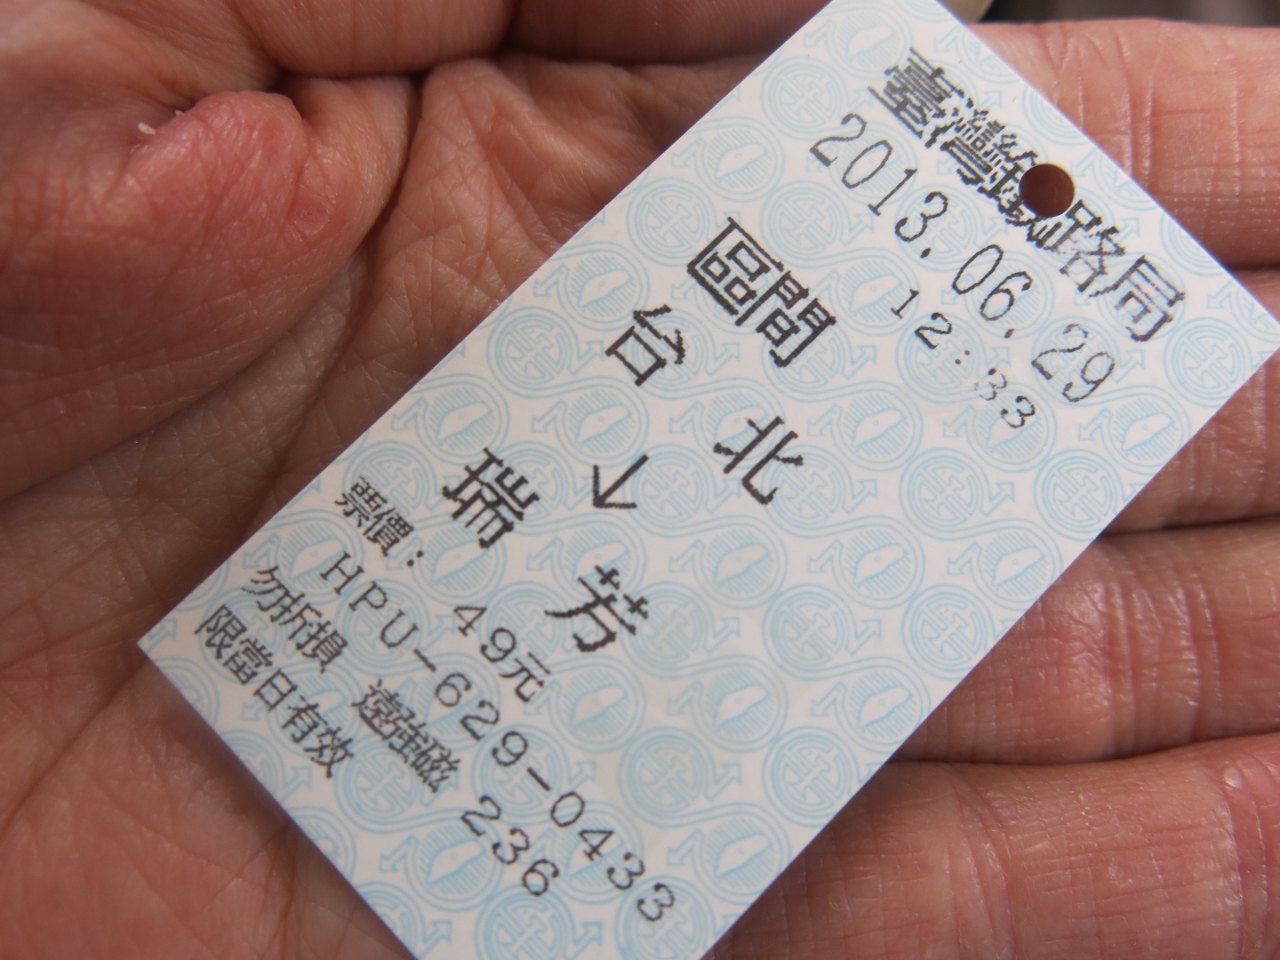 臺灣鐵路局
2013.06.29
12:33
區間
台北
↓
瑞芳
票價: 49元
HPU-629-0433
勿折損 遠強磁 236
限當日有效